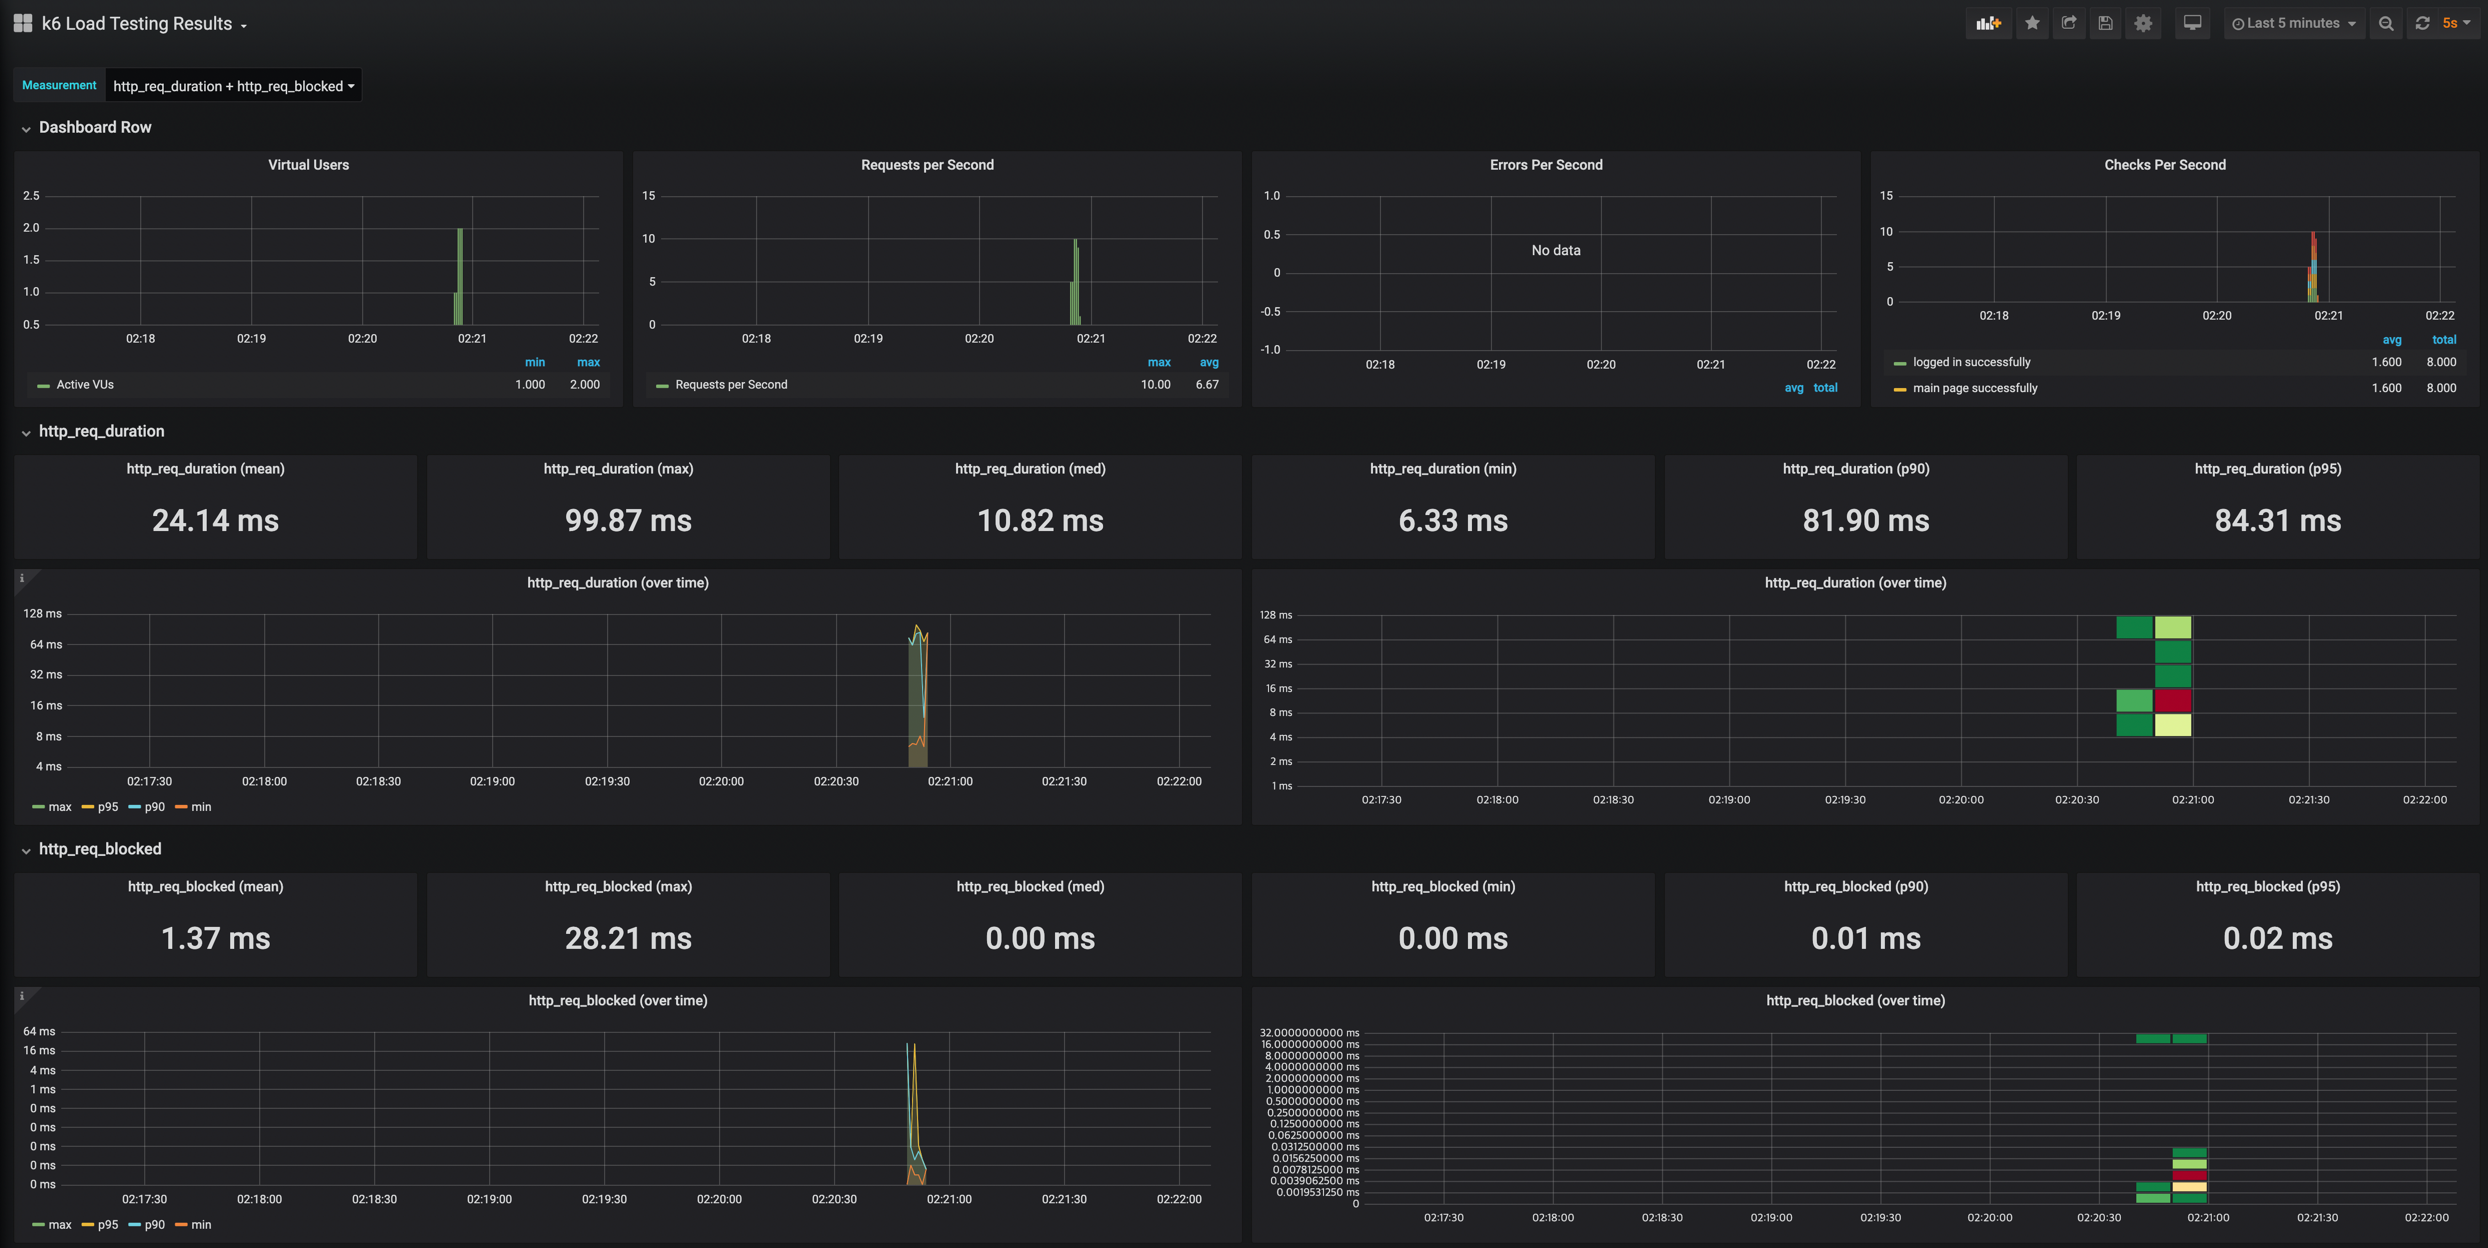 k6 Load Testing Results
Last 5 minutes
5s
Measurement http_req_duration + http_req_blocked
Dashboard Row
Virtual Users
2.5
2.0
1.5
1.0
0.5
02:18 02:19 02:20 02:21 02:22
min max
Active VUs 1.000 2.000
Requests per Second
15
10
5
0
02:18 02:19 02:20 02:21 02:22
max avg
Requests per Second 10.00 6.67
Errors Per Second
1.0
0.5
0
-0.5
-1.0
No data
02:18 02:19 02:20 02:21 02:22
avg total
Checks Per Second
15
10
5
0
02:18 02:19 02:20 02:21 02:22
avg total
logged in successfully 1.600 8.000
main page successfully 1.600 8.000
http_req_duration
http_req_duration (mean)
24.14 ms
http_req_duration (max)
99.87 ms
http_req_duration (med)
10.82 ms
http_req_duration (min)
6.33 ms
http_req_duration (p90)
81.90 ms
http_req_duration (p95)
84.31 ms
i
http_req_duration (over time)
128 ms
64 ms
32 ms
16 ms
8 ms
4 ms
02:17:30 02:18:00 02:18:30 02:19:00 02:19:30 02:20:00 02:20:30 02:21:00 02:21:30 02:22:00
max p95 p90 min
http_req_duration (over time)
128 ms
64 ms
32 ms
16 ms
8 ms
4 ms
2 ms
1 ms
02:17:30 02:18:00 02:18:30 02:19:00 02:19:30 02:20:00 02:20:30 02:21:00 02:21:30 02:22:00
http_req_blocked
http_req_blocked (mean)
1.37 ms
http_req_blocked (max)
28.21 ms
http_req_blocked (med)
0.00 ms
http_req_blocked (min)
0.00 ms
http_req_blocked (p90)
0.01 ms
http_req_blocked (p95)
0.02 ms
i
http_req_blocked (over time)
64 ms
16 ms
4 ms
1 ms
0 ms
0 ms
0 ms
0 ms
0 ms
02:17:30 02:18:00 02:18:30 02:19:00 02:19:30 02:20:00 02:20:30 02:21:00 02:21:30 02:22:00
max p95 p90 min
http_req_blocked (over time)
32.0000000000 ms
16.0000000000 ms
8.0000000000 ms
4.0000000000 ms
2.0000000000 ms
1.0000000000 ms
0.5000000000 ms
0.2500000000 ms
0.1250000000 ms
0.0625000000 ms
0.0312500000 ms
0.0156250000 ms
0.0078125000 ms
0.0039062500 ms
0.0019531250 ms
0
02:17:30 02:18:00 02:18:30 02:19:00 02:19:30 02:20:00 02:20:30 02:21:00 02:21:30 02:22:00